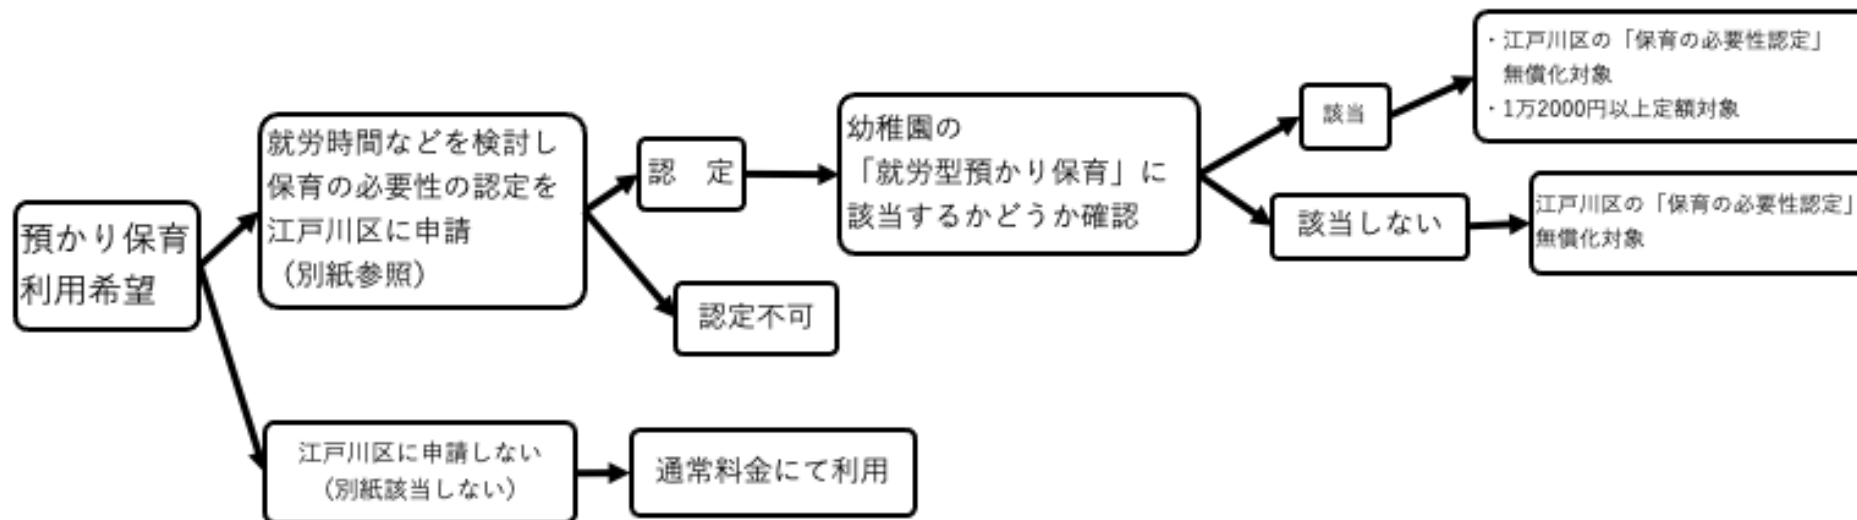 預かり保育
利用希望
就労時間などを検討し
保育の必要性の認定を
江戸川区に申請
（別紙参照）
認　定
認定不可
幼稚園の
「就労型預かり保育」に
該当するかどうか確認
該当
・江戸川区の「保育の必要性認定」
無償化対象
・1万2000円以上定額対象
該当しない
江戸川区の「保育の必要性認定」
無償化対象
江戸川区に申請しない
（別紙該当しない）
通常料金にて利用